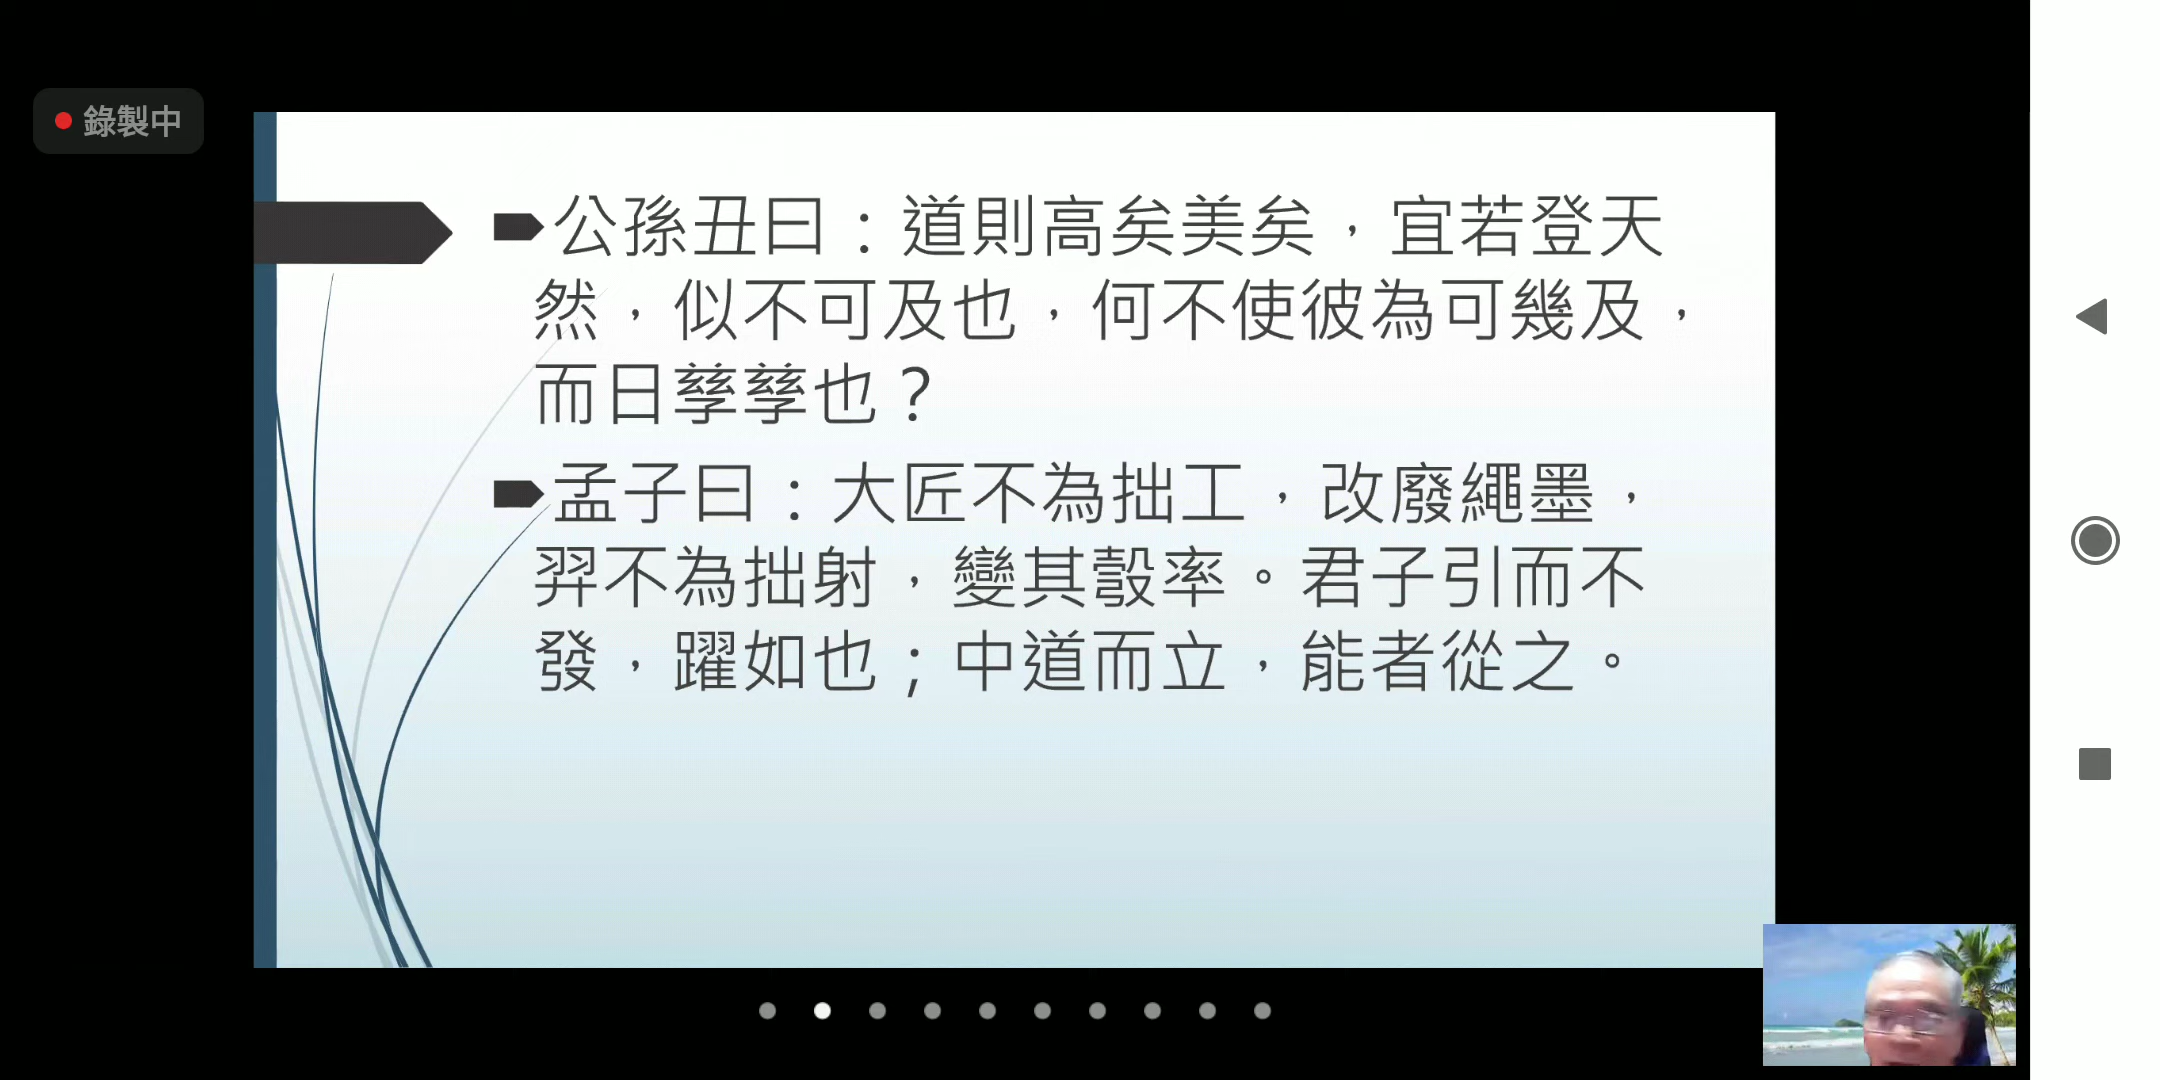 錄製中
公孫丑曰：道則高矣美矣，宜若登天
然，似不可及也，何不使彼為可幾及，
而日孳孳也？
孟子曰：大匠不為拙工，改廢繩墨，
羿不為拙射，變其彀率。君子引而不
發，躍如也；中道而立，能者從之。